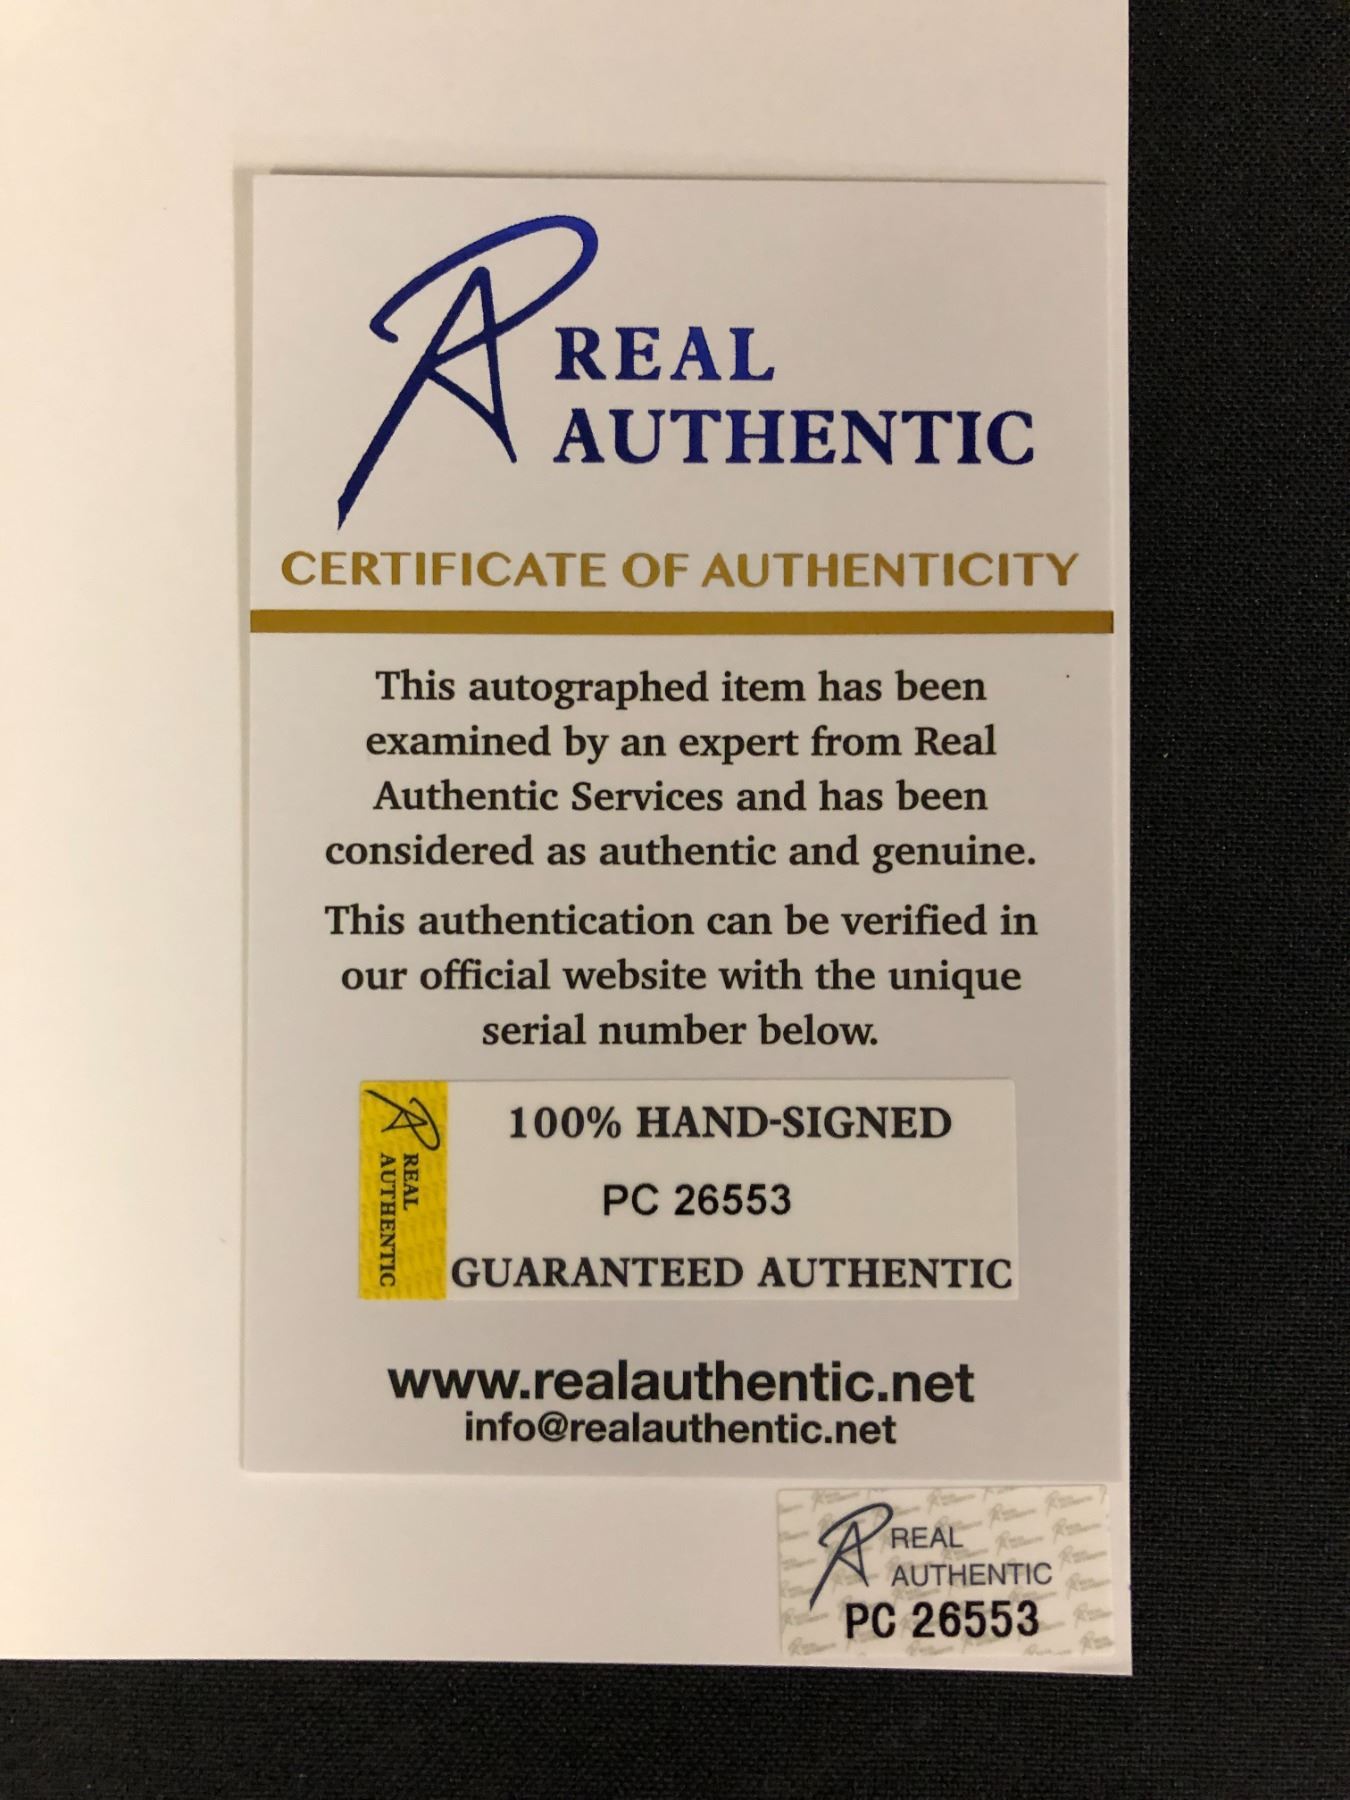 REAL
AUTHENTIC
CERTIFICATE OF AUTHENTICITY
This autographed item has been
examined by an expert from Real
Authentic Services and has been
considered as authentic and genuine.
This authentication can be verified in
our official website with the unique
serial number below.
REAL
AUTHENTIC
100% HAND-SIGNED
PC 26553
GUARANTEED AUTHENTIC
www.realauthentic.net
info@realauthentic.net
REAL
AUTHENTIC
PC 26553